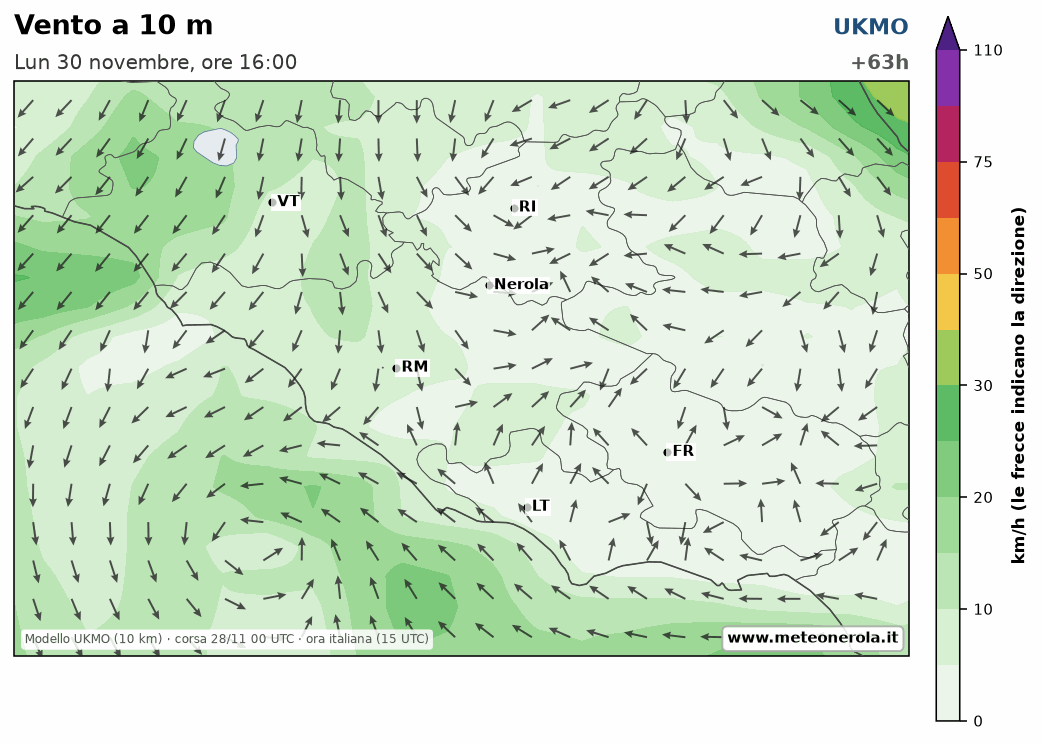 Vento a 10 m
UKMO
Lun 30 novembre, ore 16:00
+63h
VT
RI
Nerola
RM
FR
LT
Modello UKMO (10 km) · corsa 28/11 00 UTC · ora italiana (15 UTC)
www.meteonerola.it
110
75
50
30
20
10
0
km/h (le frecce indicano la direzione)